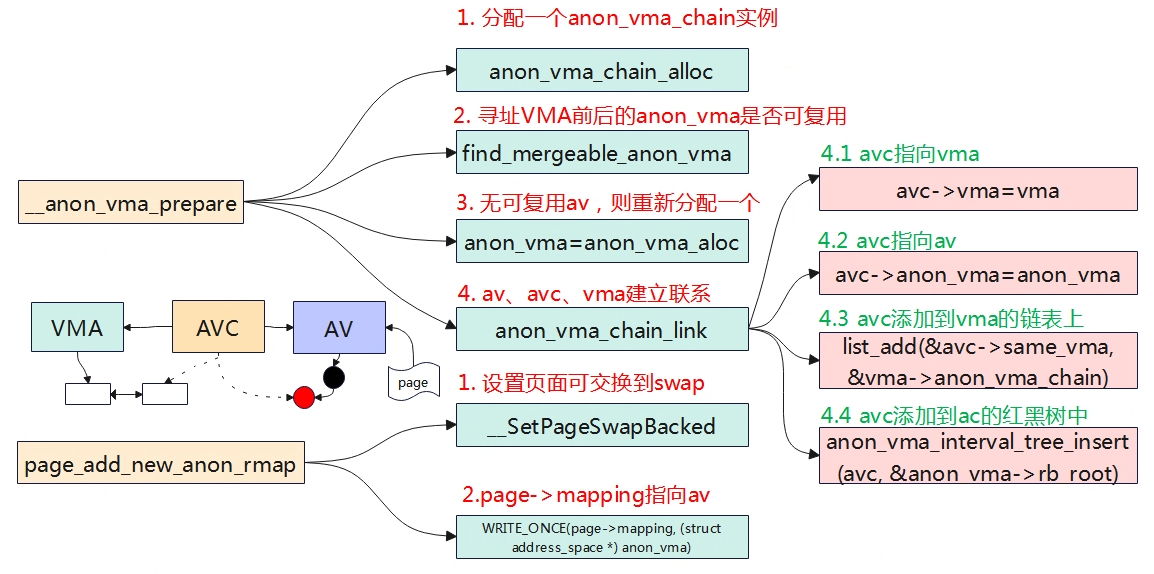 1. 分配一个anon_vma_chain实例
anon_vma_chain_alloc
2. 寻址VMA前后的anon_vma是否可复用
find_mergeable_anon_vma
__anon_vma_prepare
3. 无可复用av，则重新分配一个
anon_vma=anon_vma_aloc
4. av、avc、vma建立联系
anon_vma_chain_link
4.1 avc指向vma
avc->vma=vma
4.2 avc指向av
avc->anon_vma=anon_vma
4.3 avc添加到vma的链表上
list_add(&avc->same_vma,
&vma->anon_vma_chain)
4.4 avc添加到ac的红黑树中
anon_vma_interval_tree_insert
(avc, &anon_vma->rb_root)
VMA
AVC
AV
page
page_add_new_anon_rmap
1. 设置页面可交换到swap
__SetPageSwapBacked
2.page->mapping指向av
WRITE_ONCE(page->mapping, (struct
address_space *) anon_vma)